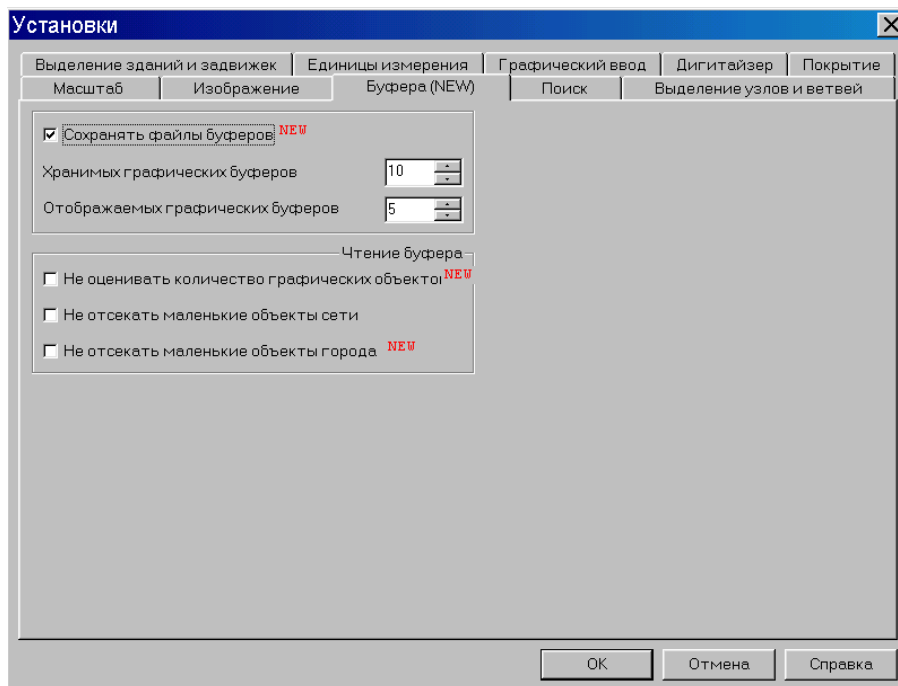 Установки
Выделение зданий и задвижек Единицы измерения Графический ввод Дигитайзер Покрытие
Масштаб Изображение Буфера (NEW) Поиск Выделение узлов и ветвей
Сохранять файлы буферов NEW
Хранимых графических буферов 10
Отображаемых графических буферов 5
Чтение буфера
Не оценивать количество графических объекто NEW
Не отсекать маленькие объекты сети
Не отсекать маленькие объекты города NEW
OK Отмена Справка